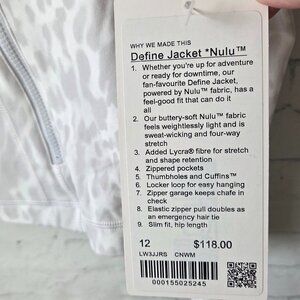 WHY WE MADE THIS
Define Jacket *Nulu™
1. Whether you're up for adventure
or ready for downtime, our
fan-favourite Define Jacket,
powered by Nulu™ fabric, has a
feel-good fit that can do it
all
2. Our buttery-soft Nulu™ fabric
feels weightlessly light and is
sweat-wicking and four-way
stretch
3. Added Lycra® fibre for stretch
and shape retention
4. Zippered pockets
5. Thumbholes and Cuffins™
6. Locker loop for easy hanging
7. Zipper garage keeps chafe in
check
8. Elastic zipper pull doubles as
an emergency hair tie
9. Slim fit, hip length
12 $118.00
LW3JJRS CNWM
000155025245